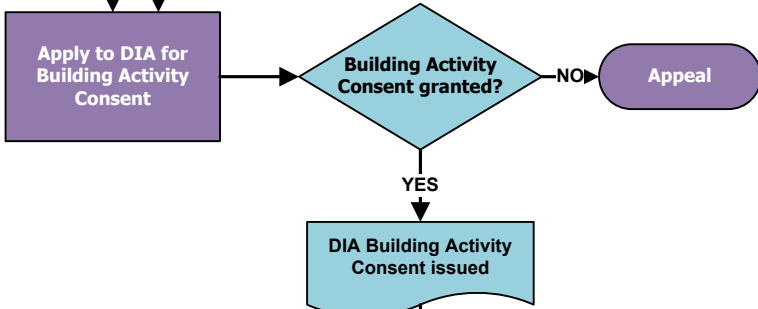 Apply to DIA for
Building Activity
Consent
Building Activity
Consent granted?
NO
Appeal
YES
DIA Building Activity
Consent issued